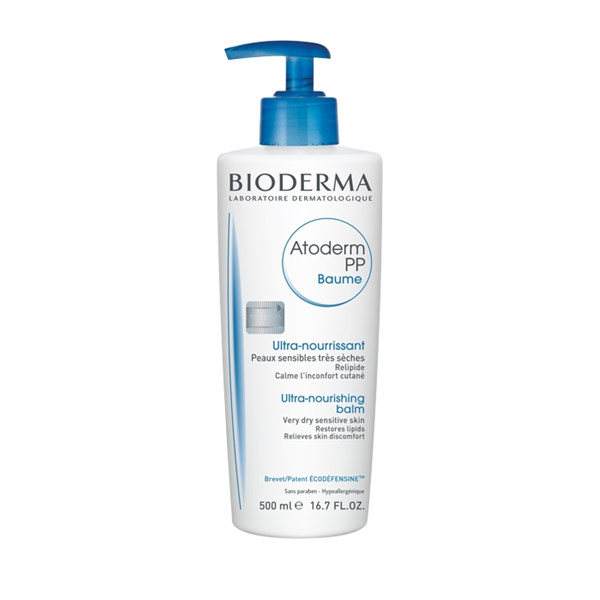 BIODERMA
LABORATOIRE DERMATOLOGIQUE
Atoderm
PP
Baume
Ultra-nourrissant
Peaux sensibles très sèches
Relipide
Calme l'inconfort cutané
Ultra-nourishing
balm
Very dry sensitive skin
Restores lipids
Relieves skin discomfort
Brevet/Patent ÉCODÉFENSINE™
Sans paraben - Hypoallergénique
500 ml ℮ 16.7 FL.OZ.